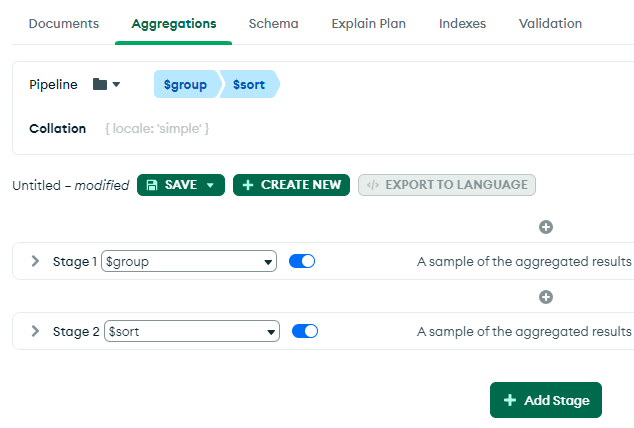 Documents Aggregations Schema Explain Plan Indexes Validation
Pipeline $group $sort
Collation { locale: 'simple' }
Untitled – modified SAVE + CREATE NEW </> EXPORT TO LANGUAGE
Stage 1 $group A sample of the aggregated results
Stage 2 $sort A sample of the aggregated results
+ Add Stage